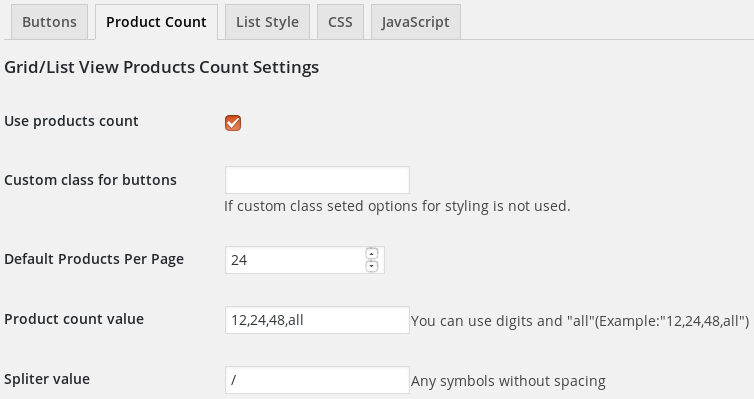 Buttons Product Count List Style CSS JavaScript
Grid/List View Products Count Settings
Use products count
Custom class for buttons
If custom class seted options for styling is not used.
Default Products Per Page 24
Product count value 12,24,48,all You can use digits and "all"(Example:"12,24,48,all")
Spliter value / Any symbols without spacing